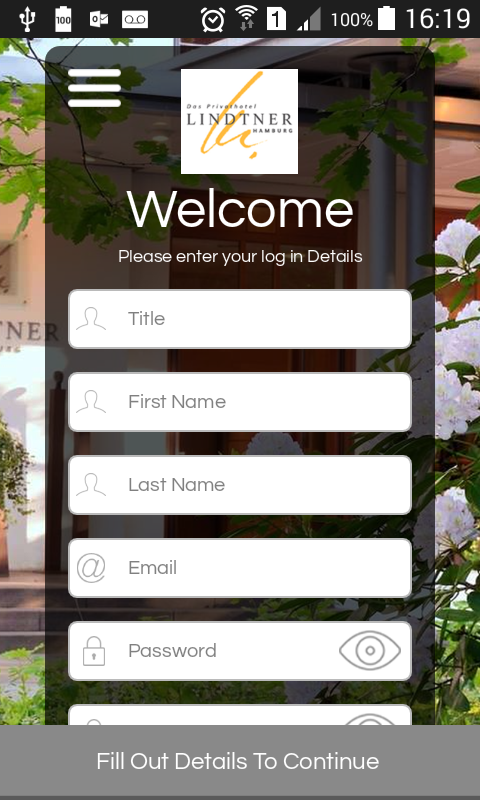 100
1
100%
16:19
Das Privathotel
LINDTNER
HAMBURG
Welcome
Please enter your log in Details
Title
TNER
First Name
Last Name
@
Email
Password
Fill Out Details To Continue